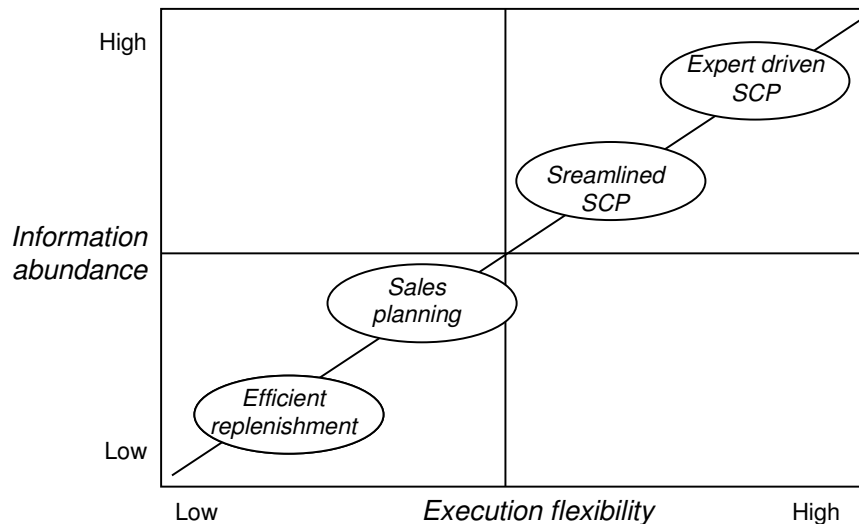 High
Expert driven
SCP
Sreamlined
SCP
Information
abundance
Sales
planning
Efficient
replenishment
Low
Low
Execution flexibility
High